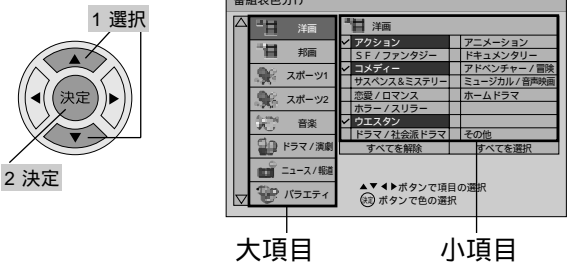 番組表色分け
1 選択
決定
2 決定
洋画
邦画
スポーツ1
スポーツ2
音楽
ドラマ/演劇
ニュース/報道
バラエティ
洋画
アクション
アニメーション
SF/ファンタジー
ドキュメンタリー
コメディー
アドベンチャー/冒険
サスペンス&ミステリー
ミュージカル/音声映画
恋愛/ロマンス
ホームドラマ
ホラー/スリラー
ウエスタン
ドラマ/社会派ドラマ
その他
すべてを解除
すべてを選択
▲▼◀▶ボタンで項目の選択
決定 ボタンで色の選択
大項目
小項目